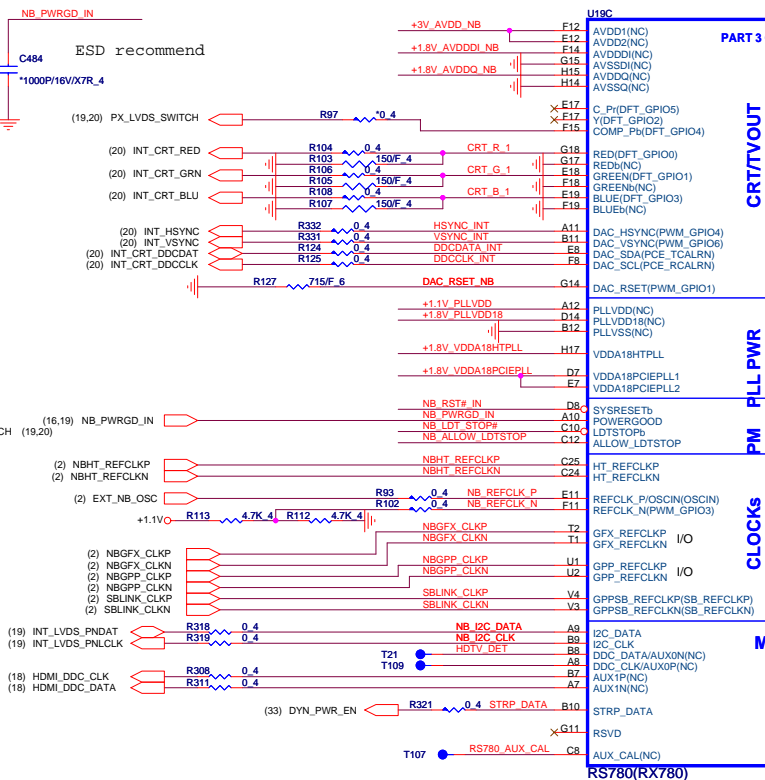 NB_PWRGD_IN
C484
ESD recommend
*1000P/16V/X7R_4
U19C
PART 3
CRT/TVOUT
+3V_AVDD_NB F12 AVDD1(NC)
E12 AVDD2(NC)
+1.8V_AVDDDI_NB F14 AVDDDI(NC)
G15 AVSSDI(NC)
+1.8V_AVDDQ_NB H15 AVDDQ(NC)
H14 AVSSQ(NC)
E17 C_Pr(DFT_GPIO5)
F17 Y(DFT_GPIO2)
(19,20) PX_LVDS_SWITCH R97 *0_4 F15 COMP_Pb(DFT_GPIO4)
(20) INT_CRT_RED R104 0_4 CRT_R_1 G18 RED(DFT_GPIO0)
R103 150/F_4 G17 REDb(NC)
(20) INT_CRT_GRN R106 0_4 CRT_G_1 E18 GREEN(DFT_GPIO1)
R105 150/F_4 F18 GREENb(NC)
(20) INT_CRT_BLU R108 0_4 CRT_B_1 E19 BLUE(DFT_GPIO3)
R107 150/F_4 F19 BLUEb(NC)
(20) INT_HSYNC R332 0_4 HSYNC_INT A11 DAC_HSYNC(PWM_GPIO4)
(20) INT_VSYNC R331 0_4 VSYNC_INT B11 DAC_VSYNC(PWM_GPIO6)
(20) INT_CRT_DDCDAT R124 0_4 DDCDATA_INT E8 DAC_SDA(PCE_TCALRN)
(20) INT_CRT_DDCCLK R125 0_4 DDCCLK_INT F8 DAC_SCL(PCE_RCALRN)
R127 715/F_6 DAC_RSET_NB G14 DAC_RSET(PWM_GPIO1)
PLL PWR
+1.1V_PLLVDD A12 PLLVDD(NC)
+1.8V_PLLVDD18 D14 PLLVDD18(NC)
B12 PLLVSS(NC)
+1.8V_VDDA18HTPLL H17 VDDA18HTPLL
+1.8V_VDDA18PCIEPLL D7 VDDA18PCIEPLL1
E7 VDDA18PCIEPLL2
PM
NB_RST#_IN D8 SYSRESETb
(16,19) NB_PWRGD_IN NB_PWRGD_IN A10 POWERGOOD
CH (19,20) NB_LDT_STOP# C10 LDTSTOPb
NB_ALLOW_LDTSTOP C12 ALLOW_LDTSTOP
CLOCKs
(2) NBHT_REFCLKP NBHT_REFCLKP C25 HT_REFCLKP
(2) NBHT_REFCLKN NBHT_REFCLKN C24 HT_REFCLKN
(2) EXT_NB_OSC R93 0_4 NB_REFCLK_P E11 REFCLK_P/OSCIN(OSCIN)
R102 0_4 NB_REFCLK_N F11 REFCLK_N(PWM_GPIO3)
+1.1V R113 4.7K_4 R112 4.7K_4
NBGFX_CLKP T2 GFX_REFCLKP
NBGFX_CLKN T1 GFX_REFCLKN I/O
(2) NBGFX_CLKP
(2) NBGFX_CLKN NBGPP_CLKP U1 GPP_REFCLKP
(2) NBGPP_CLKP NBGPP_CLKN U2 GPP_REFCLKN I/O
(2) NBGPP_CLKN
(2) SBLINK_CLKP SBLINK_CLKP V4 GPPSB_REFCLKP(SB_REFCLKP)
(2) SBLINK_CLKN SBLINK_CLKN V3 GPPSB_REFCLKN(SB_REFCLKN)
M
(19) INT_LVDS_PNDAT R318 0_4 NB_I2C_DATA A9 I2C_DATA
(19) INT_LVDS_PNLCLK R319 0_4 NB_I2C_CLK B9 I2C_CLK
T21 HDTV_DET B8 DDC_DATA/AUX0N(NC)
T109 A8 DDC_CLK/AUX0P(NC)
(18) HDMI_DDC_CLK R308 0_4 B7 AUX1P(NC)
(18) HDMI_DDC_DATA R311 0_4 A7 AUX1N(NC)
(33) DYN_PWR_EN R321 0_4 STRP_DATA B10 STRP_DATA
G11 RSVD
T107 RS780_AUX_CAL C8 AUX_CAL(NC)
RS780(RX780)